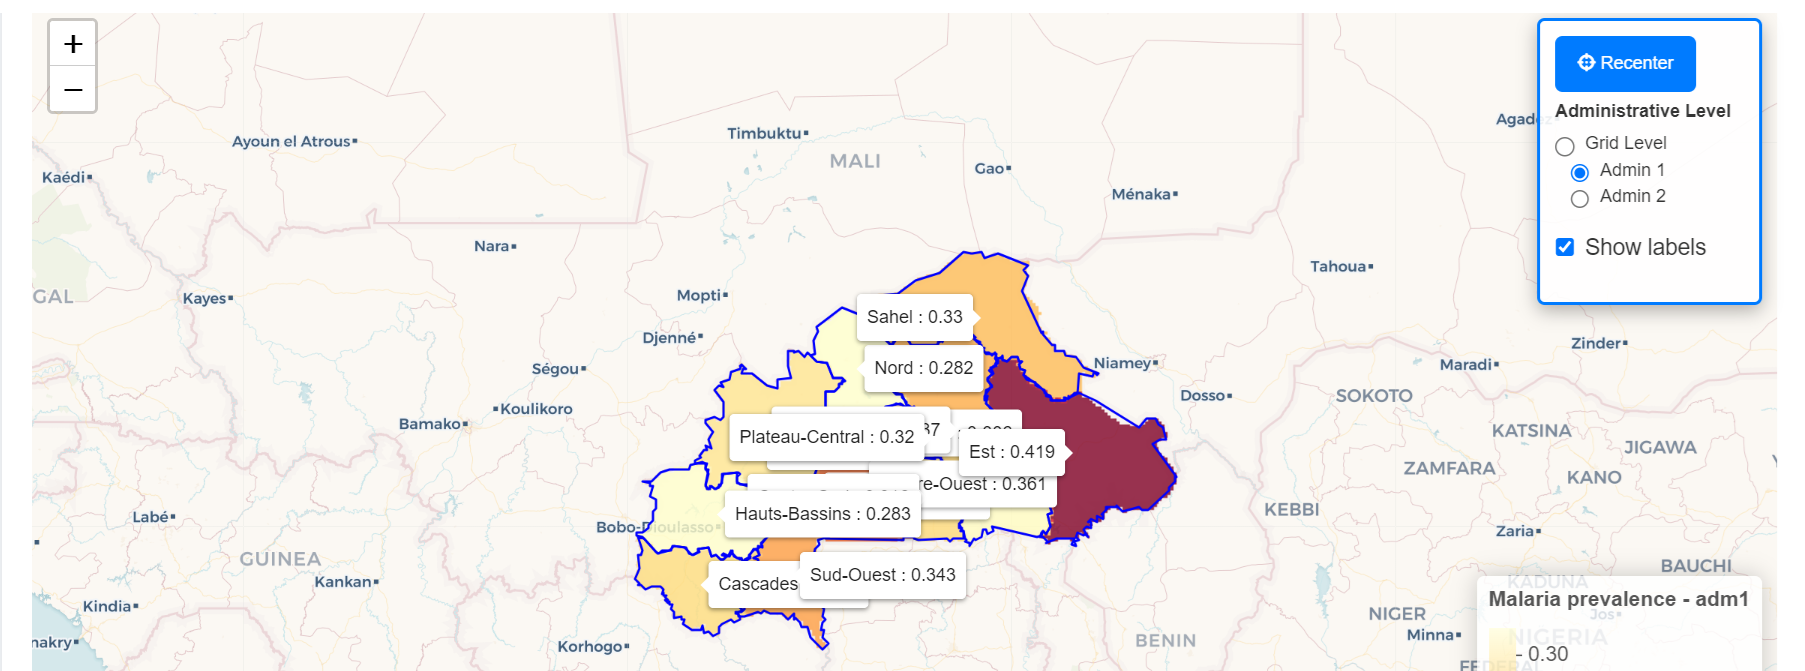 +
−
Recenter
Administrative Level
Grid Level
Admin 1
Admin 2
Show labels
Ayoun el Atrous
Timbuktu
MALI
Gao
Kaédi
Ménaka
Nara
Tahoua
GAL
Kayes
Mopti
Sahel : 0.33
Djenné
Zinder
Niamey
Maradi
Ségou
Nord : 0.282
Dosso
SOKOTO
Koulikoro
Bamako
KATSINA
JIGAWA
Plateau-Central : 0.32
37
Est : 0.419
ZAMFARA
KANO
re-Ouest : 0.361
Hauts-Bassins : 0.283
KEBBI
Labé
Bobo-Dioulasso
Zaria
GUINEA
BAUCHI
Kankan
Cascades
Sud-Ouest : 0.343
KADUNA
Malaria prevalence - adm1
Kindia
NIGER
Jos
nakry
Korhogo
BENIN
Minna
NIGERIA
- 0.30
FEDERAL